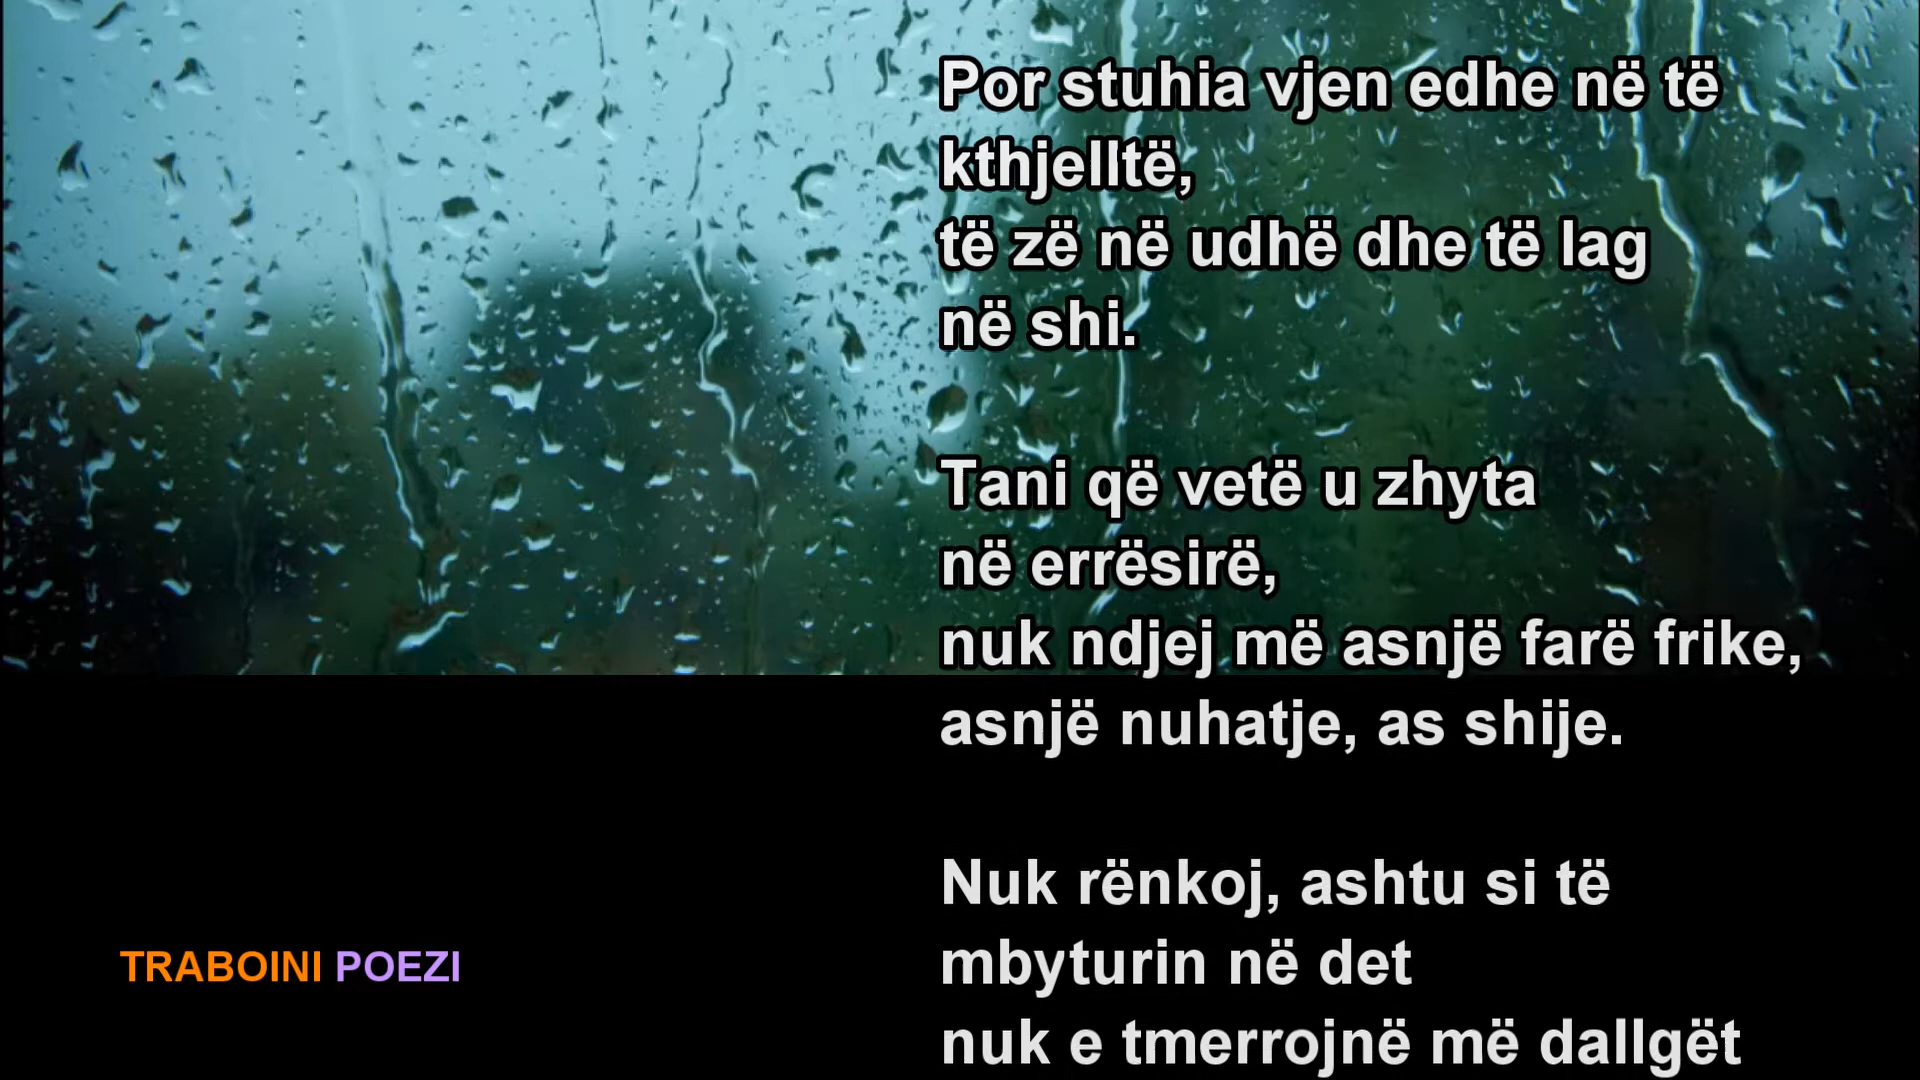 Por stuhia vjen edhe në të
kthjelltë,
të zë në udhë dhe të lag
në shi.
Tani që vetë u zhyta
në errësirë,
nuk ndjej më asnjë farë frike,
asnjë nuhatje, as shije.
Nuk rënkoj, ashtu si të
mbyturin në det
nuk e tmerrojnë më dallgët
TRABOINI POEZI